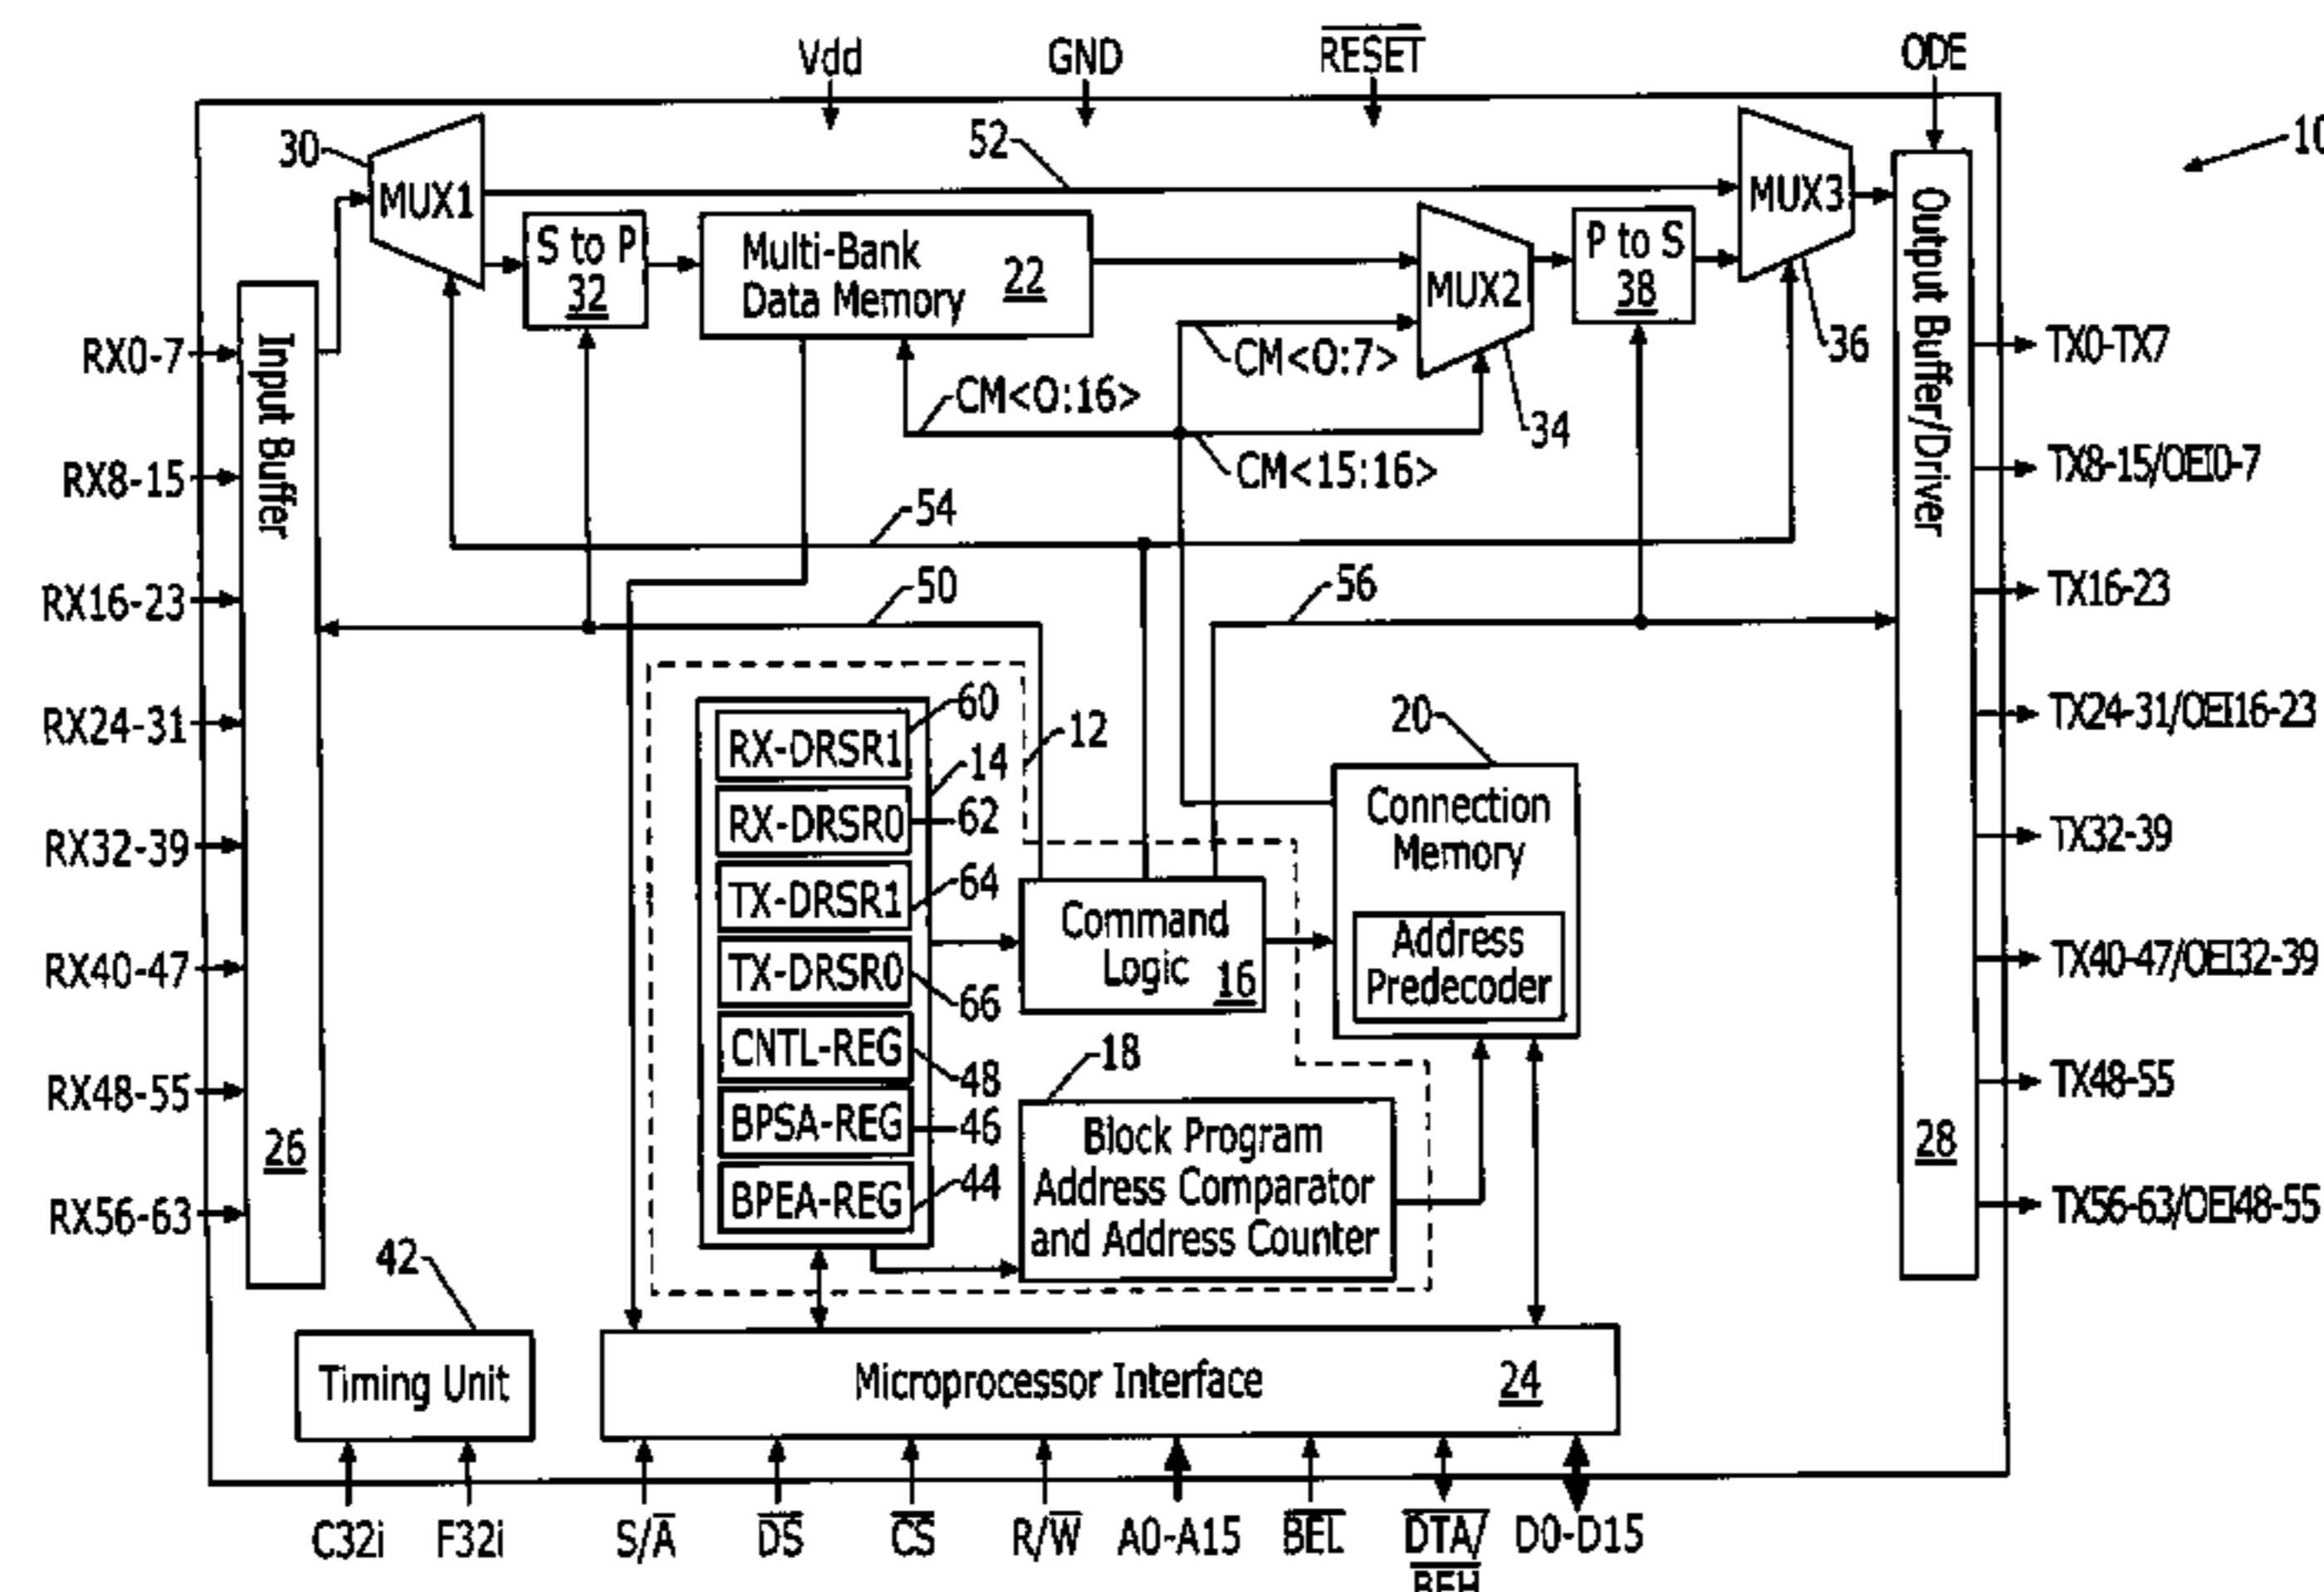 Vdd
GND
RESET
ODE
10
30
MUX1
52
MUX3
S to P
32
Multi-Bank
Data Memory
22
MUX2
P to S
38
36
Output Buffer/Driver
28
Input Buffer
26
CM<O:7>
CM<O:16>
34
CM<15:16>
54
50
56
RX0-7
RX8-15
RX16-23
RX24-31
RX32-39
RX40-47
RX48-55
RX56-63
TX0-TX7
TX8-15/OEI0-7
TX16-23
TX24-31/OEI16-23
TX32-39
TX40-47/OEI32-39
TX48-55
TX56-63/OEI48-55
60
12
14
RX-DRSR1
RX-DRSR0
62
TX-DRSR1
64
TX-DRSR0
66
CNTL-REG
48
BPSA-REG
46
BPEA-REG
44
Command
Logic
16
20
Connection
Memory
Address
Predecoder
18
Block Program
Address Comparator
and Address Counter
42
Timing Unit
Microprocessor Interface
24
C32i
F32i
S/A
DS
CS
R/W
A0-A15
BEL
DTA/
BEH
D0-D15